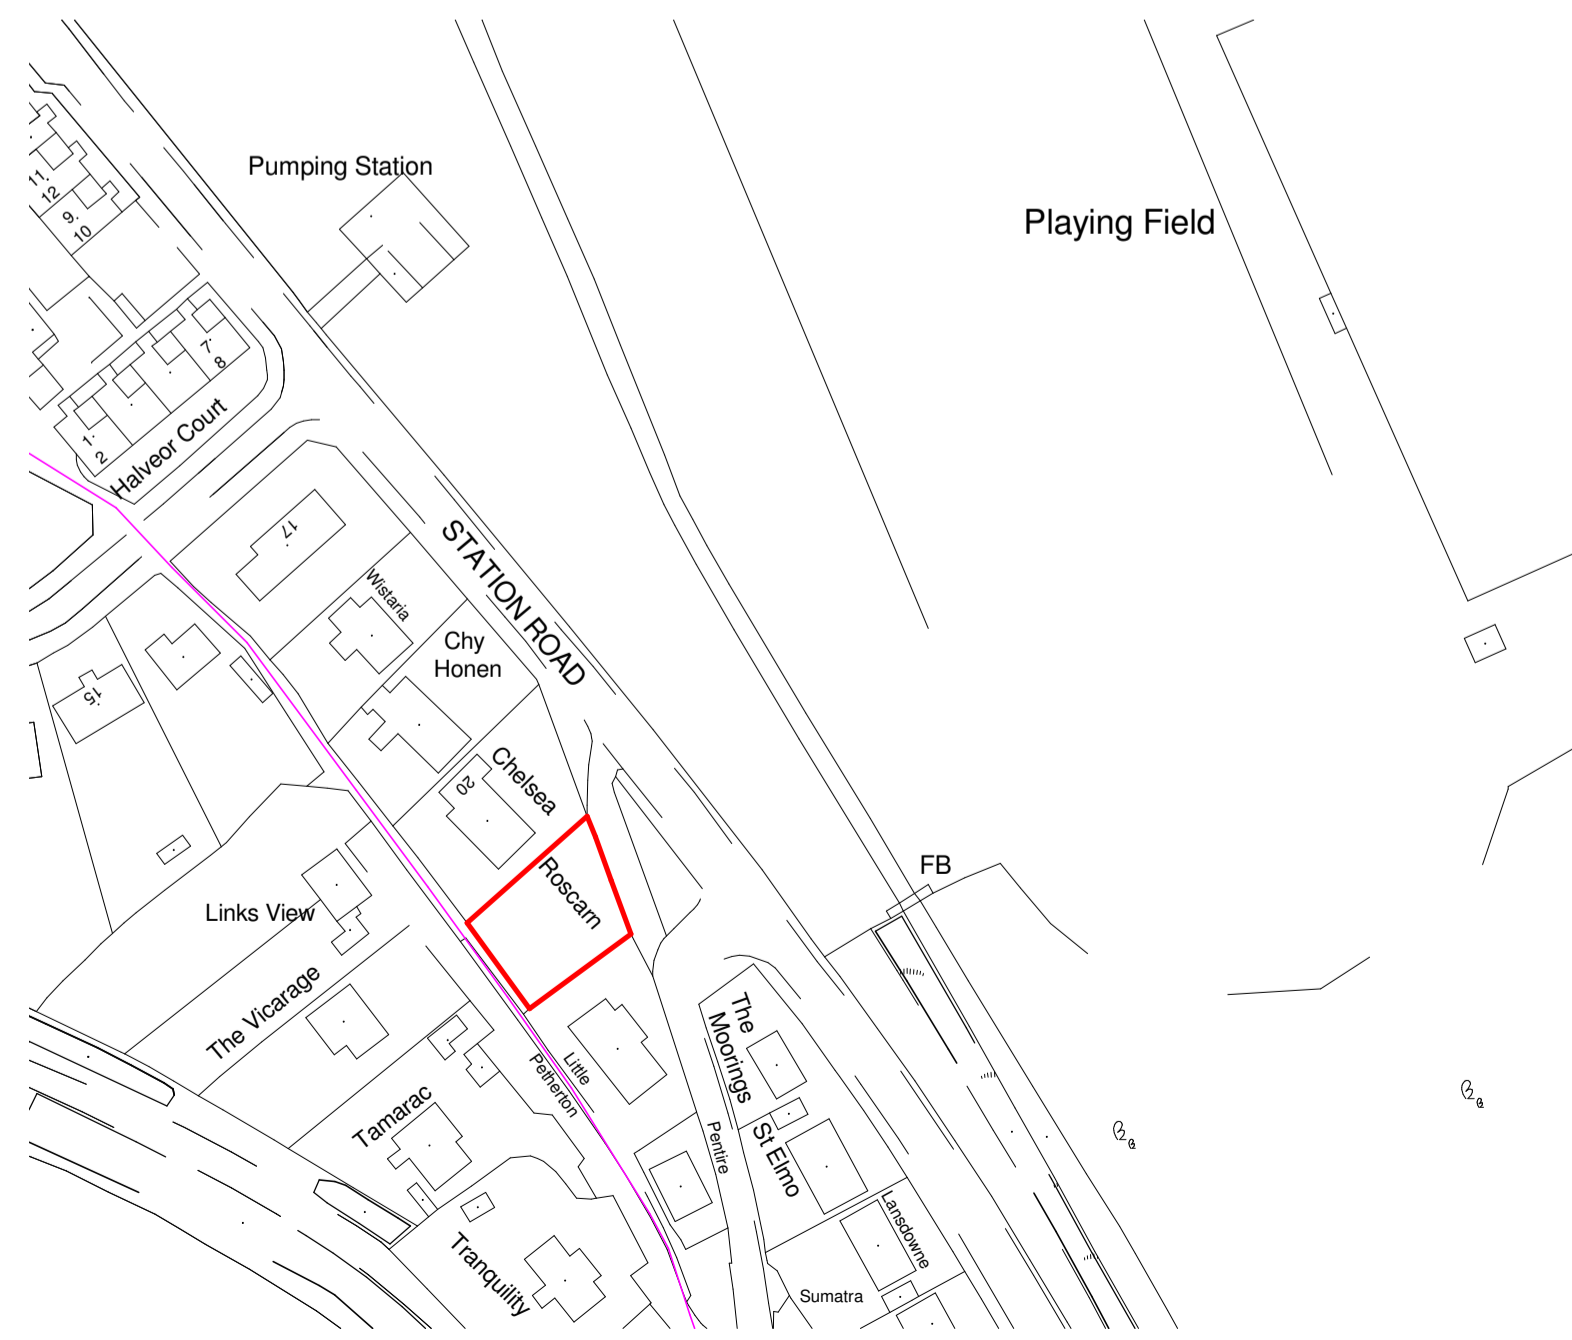 Pumping Station
Playing Field
11
12
9
10
7
8
1
2
Halveor Court
17
STATION ROAD
Wistaria
Chy
Honen
15
Chelsea
20
Roscarn
FB
Links View
The Vicarage
The
Moorings
Little
Petherton
Tamarac
Pentire
St Elmo
Lansdowne
Tranquility
Sumatra